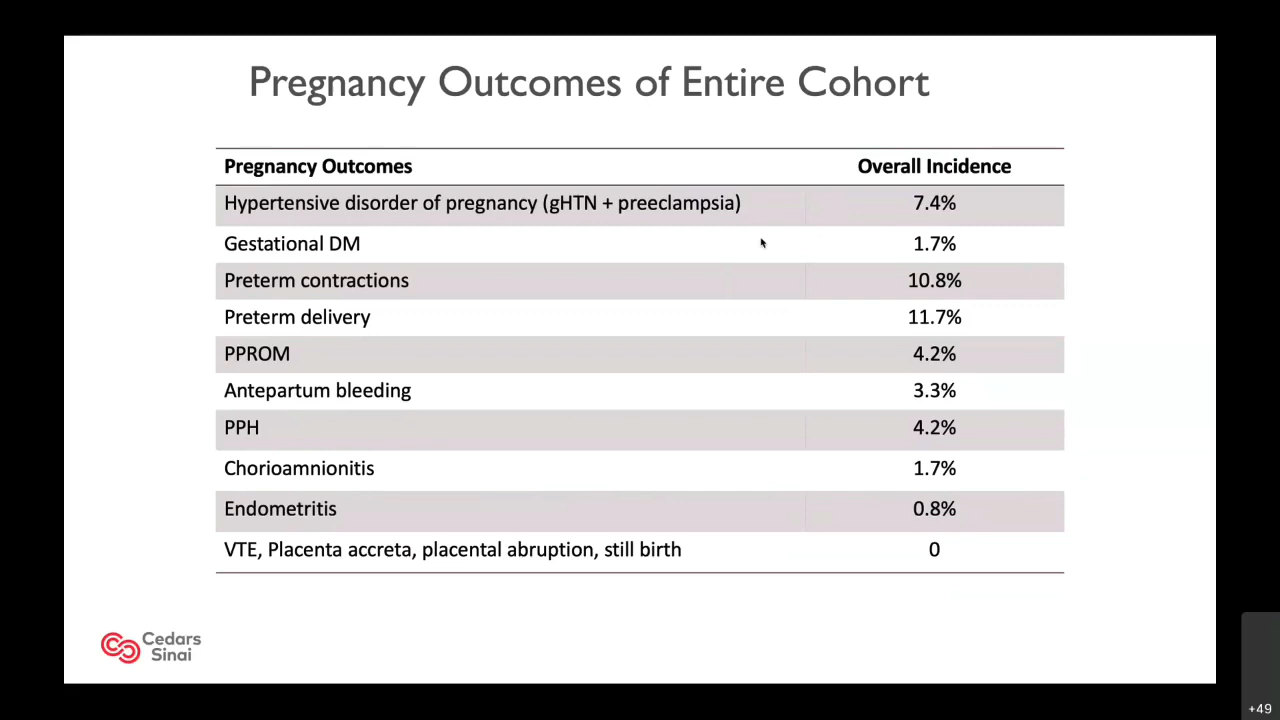 Pregnancy Outcomes of Entire Cohort
Pregnancy Outcomes Overall Incidence
Hypertensive disorder of pregnancy (gHTN + preeclampsia) 7.4%
Gestational DM 1.7%
Preterm contractions 10.8%
Preterm delivery 11.7%
PPROM 4.2%
Antepartum bleeding 3.3%
PPH 4.2%
Chorioamnionitis 1.7%
Endometritis 0.8%
VTE, Placenta accreta, placental abruption, still birth 0
Cedars
Sinai
+49